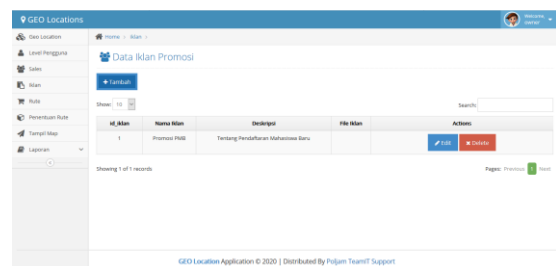 GEO Locations
Welcome,
owner
Geo Location
Home > Iklan >
Level Pengguna
Data Iklan Promosi
Sales
Iklan
+ Tambah
Rute
Show: 10
Search:
Penentuan Rute
id_iklan Nama Iklan Deskripsi File Iklan Actions
Tampil Map
1 Promosi PMB Tentang Pendaftaran Mahasiswa Baru Edit Delete
Laporan
Showing 1 of 1 records
Pages: Previous 1 Next
GEO Location Application © 2020 | Distributed By Poljam TeamIT Support